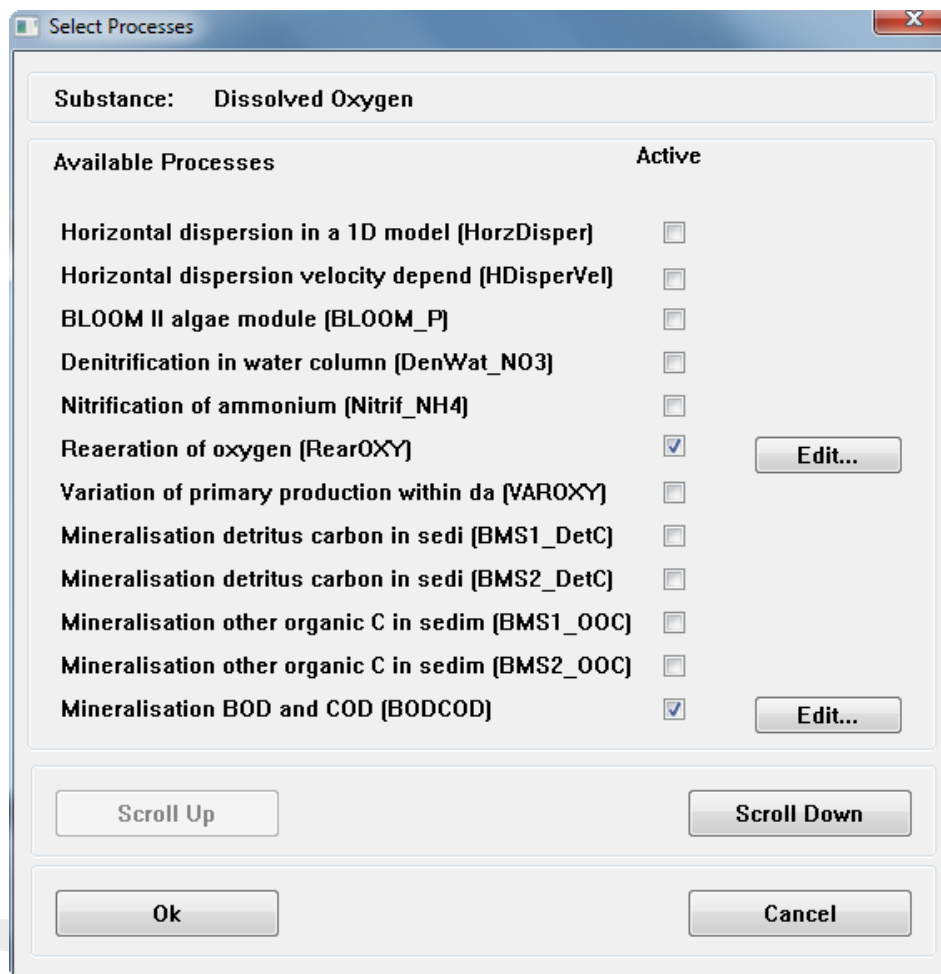 Select Processes
Substance: Dissolved Oxygen
Available Processes Active
Horizontal dispersion in a 1D model (HorzDisper)
Horizontal dispersion velocity depend (HDisperVel)
BLOOM II algae module (BLOOM_P)
Denitrification in water column (DenWat_NO3)
Nitrification of ammonium (Nitrif_NH4)
Reaeration of oxygen (RearOXY) Edit...
Variation of primary production within da (VAROXY)
Mineralisation detritus carbon in sedi (BMS1_DetC)
Mineralisation detritus carbon in sedi (BMS2_DetC)
Mineralisation other organic C in sedim (BMS1_OOC)
Mineralisation other organic C in sedim (BMS2_OOC)
Mineralisation BOD and COD (BODCOD) Edit...
Scroll Up Scroll Down
Ok Cancel